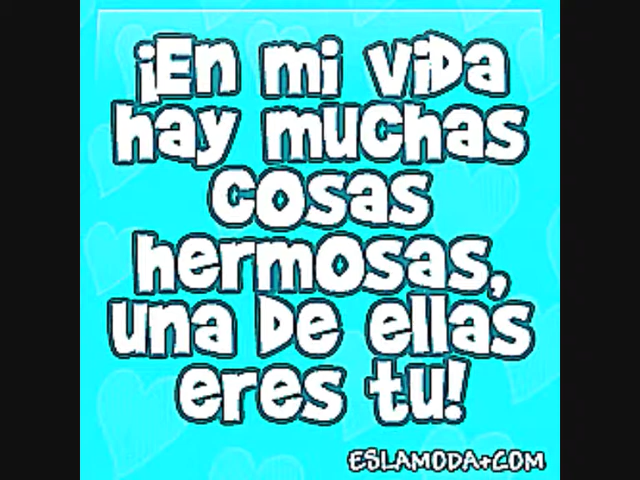 ¡En mi vida
hay muchas
cosas
hermosas,
una de ellas
eres tu!
ESLAMODA+COM